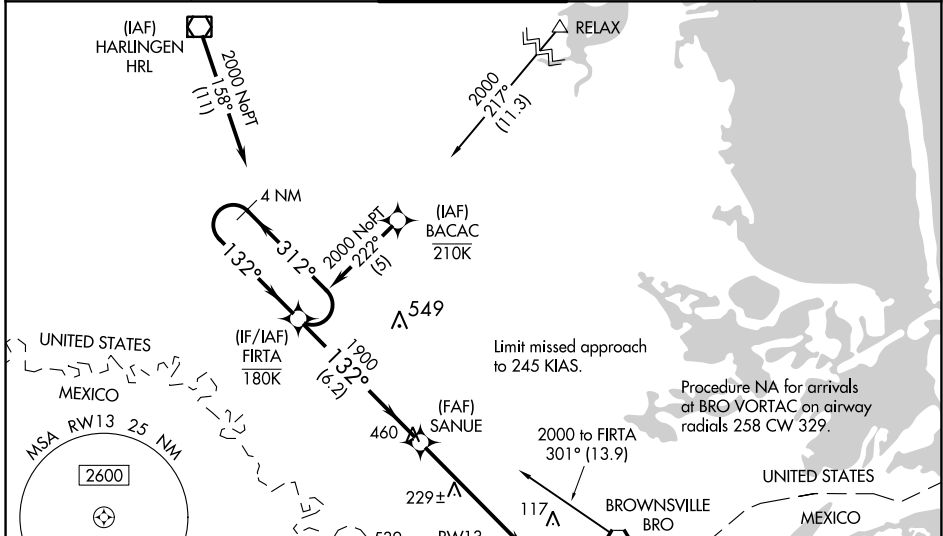 (IAF)
HARLINGEN
HRL
2000 NoPT
158°
(11)
RELAX
2000
217°
(11.3)
4 NM
312°
132°
2000 NoPT
222°
(5)
(IAF)
BACAC
210K
549
(IF/IAF)
FIRTA
180K
1900
132°
(6.2)
Limit missed approach
to 245 KIAS.
Procedure NA for arrivals
at BRO VORTAC on airway
radials 258 CW 329.
UNITED STATES
MEXICO
MSA RW13 25 NM
2600
(FAF)
SANUE
460
2000 to FIRTA
301° (13.9)
229±
117
BROWNSVILLE
BRO
UNITED STATES
MEXICO
RW13